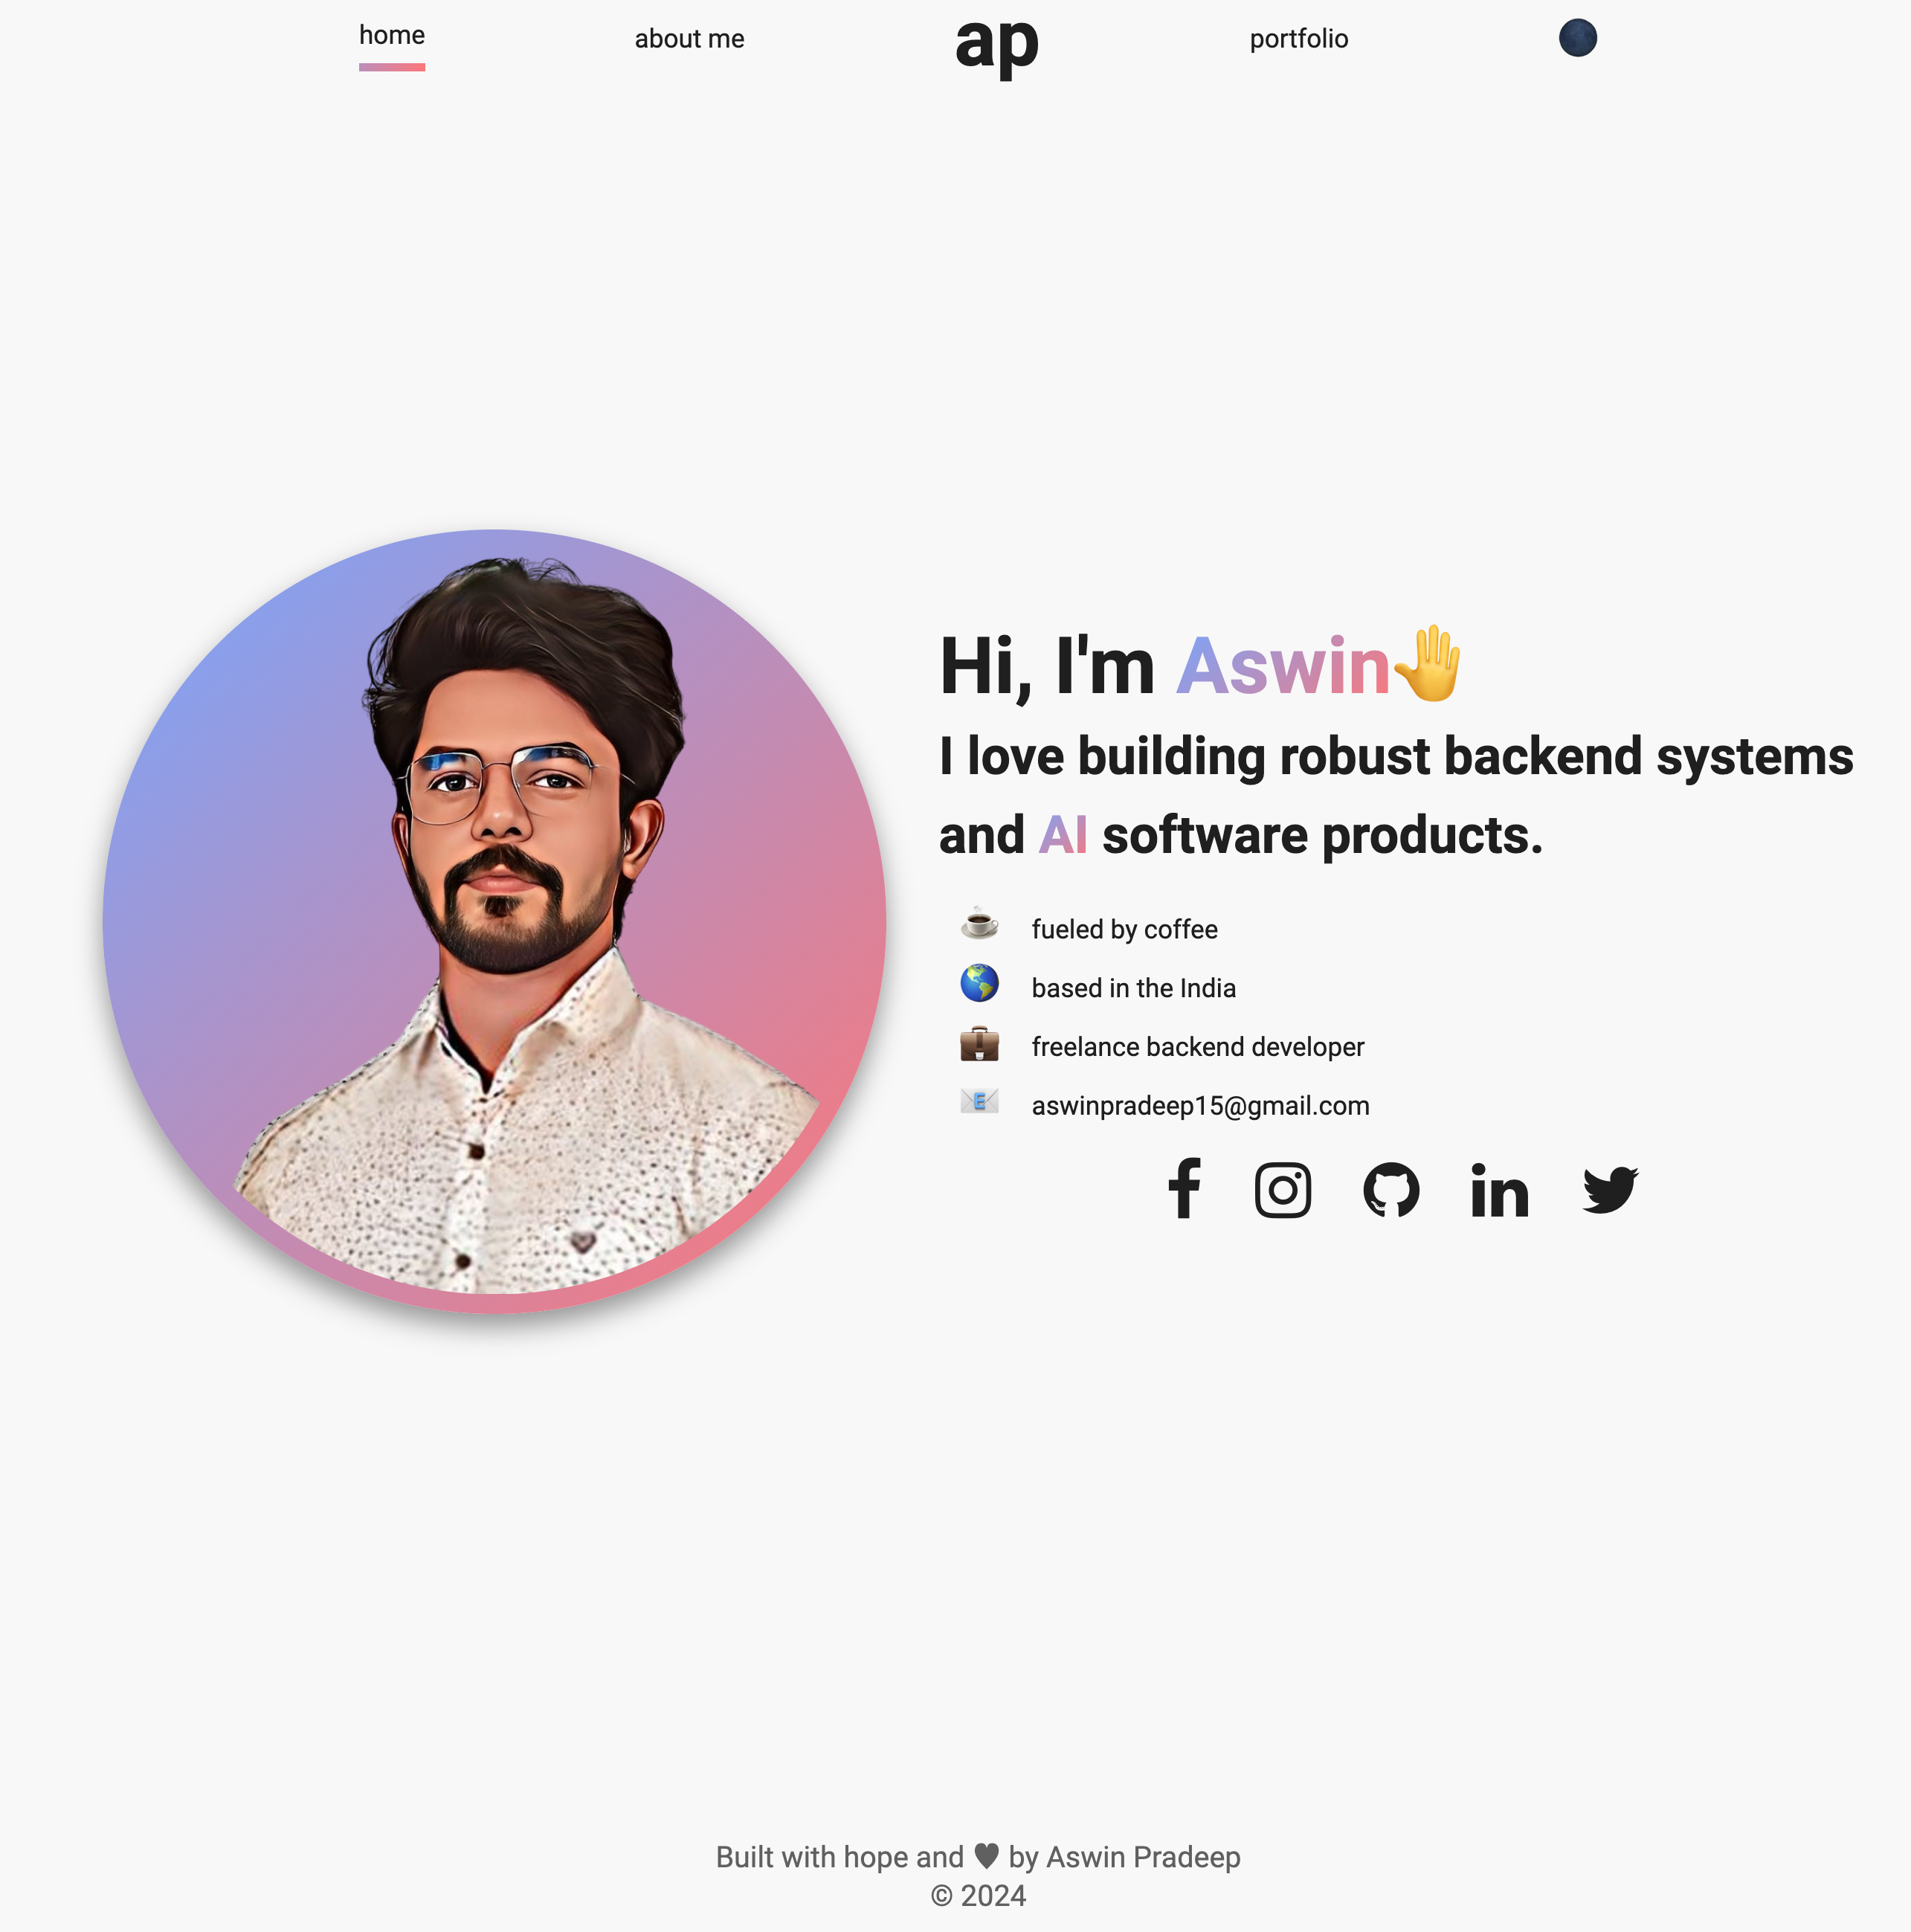 home
about me
ap
portfolio
Hi, I'm Aswin🤚
I love building robust backend systems
and AI software products.
☕ fueled by coffee
🌎 based in the India
💼 freelance backend developer
📧 aswinpradeep15@gmail.com
Built with hope and ♥ by Aswin Pradeep
© 2024